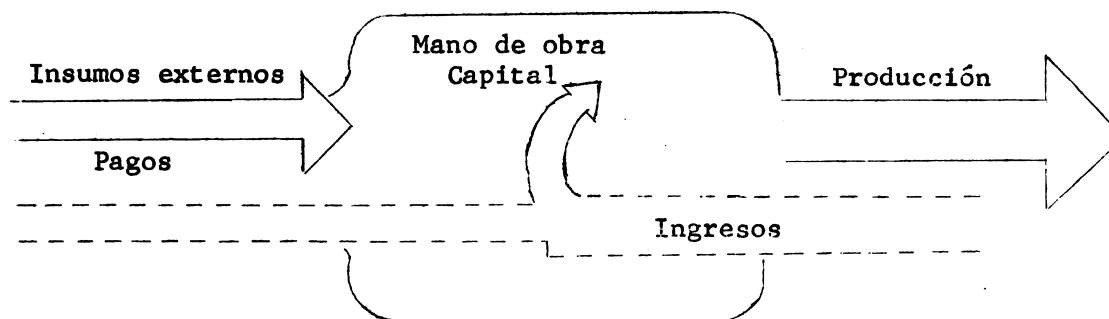 Mano de obra
Capital
Insumos externos
Producción
Pagos
Ingresos